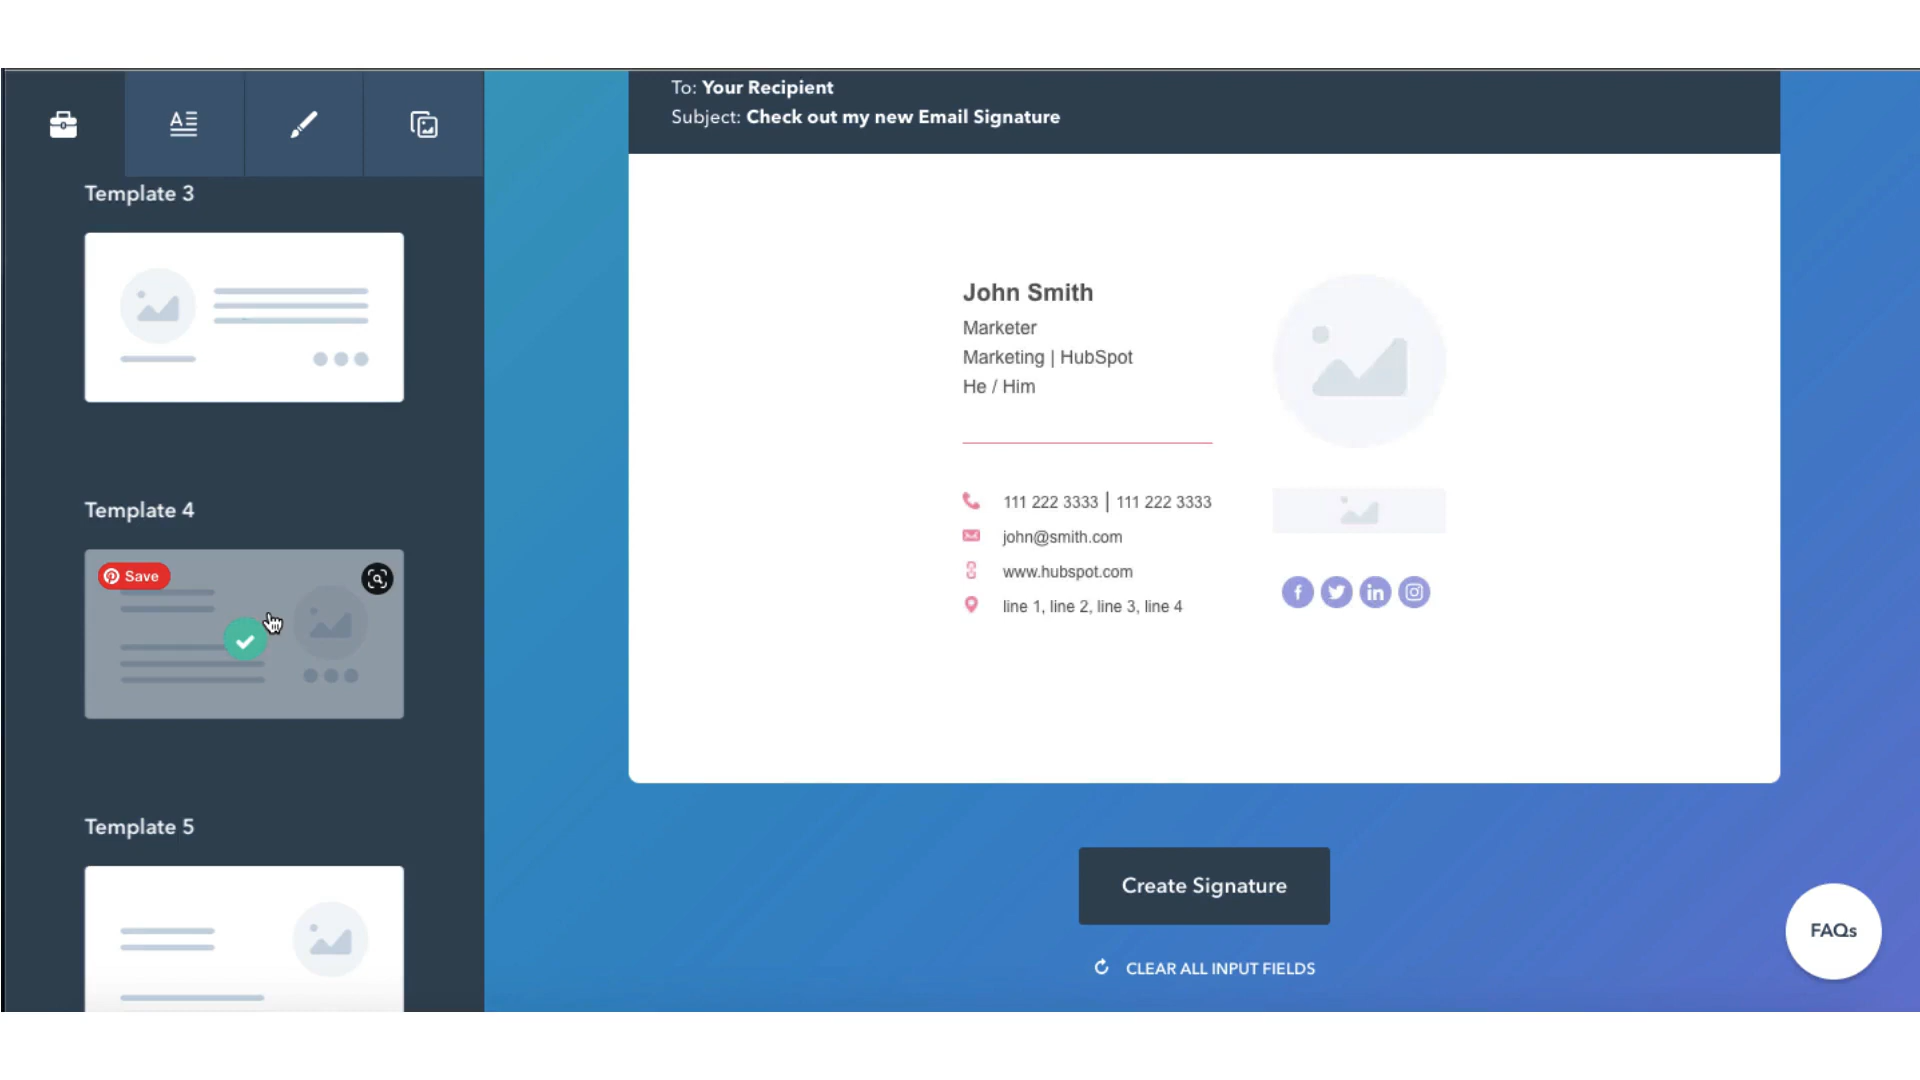 To: Your Recipient
Subject: Check out my new Email Signature
Template 3
Template 4
Save
Template 5
John Smith
Marketer
Marketing | HubSpot
He / Him
111 222 3333 | 111 222 3333
john@smith.com
www.hubspot.com
line 1, line 2, line 3, line 4
Create Signature
CLEAR ALL INPUT FIELDS
FAQs